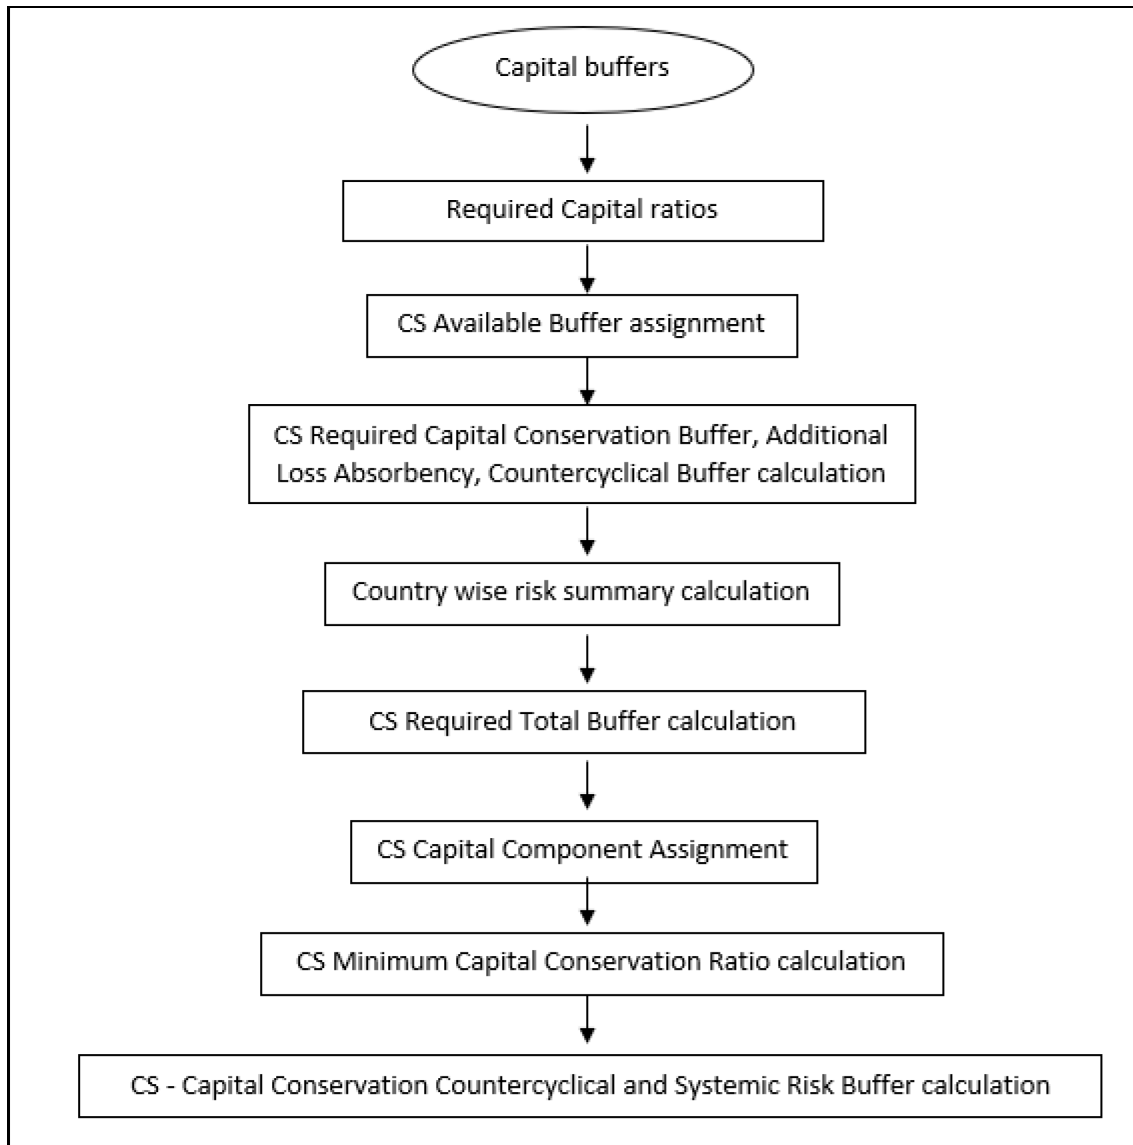 Capital buffers
Required Capital ratios
CS Available Buffer assignment
CS Required Capital Conservation Buffer, Additional
Loss Absorbency, Countercyclical Buffer calculation
Country wise risk summary calculation
CS Required Total Buffer calculation
CS Capital Component Assignment
CS Minimum Capital Conservation Ratio calculation
CS - Capital Conservation Countercyclical and Systemic Risk Buffer calculation